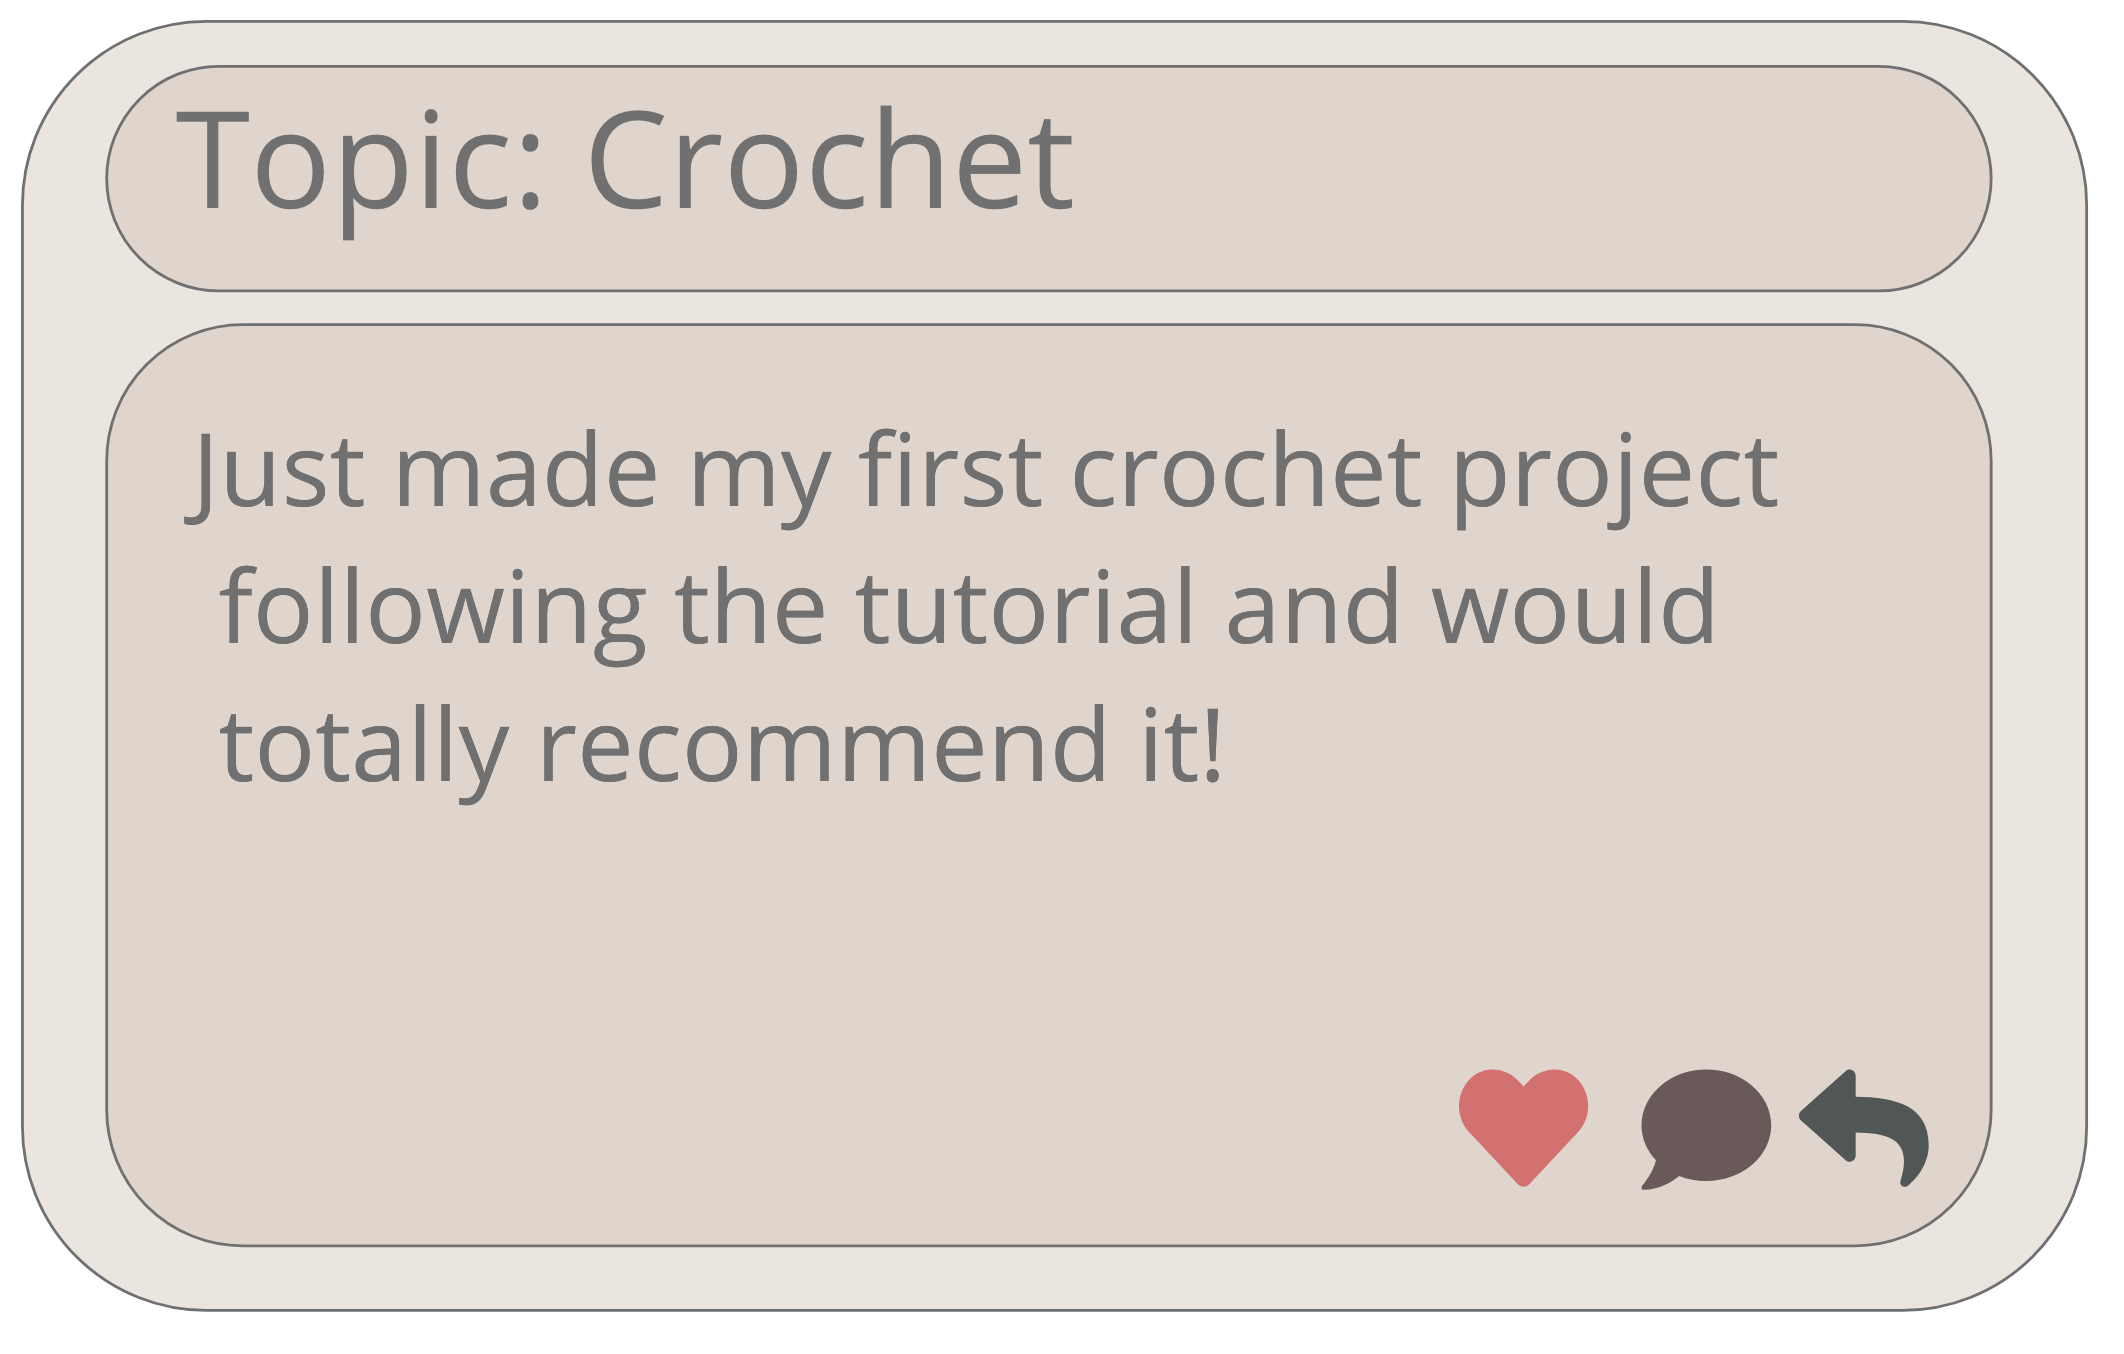 Topic: Crochet
Just made my first crochet project
following the tutorial and would
totally recommend it!